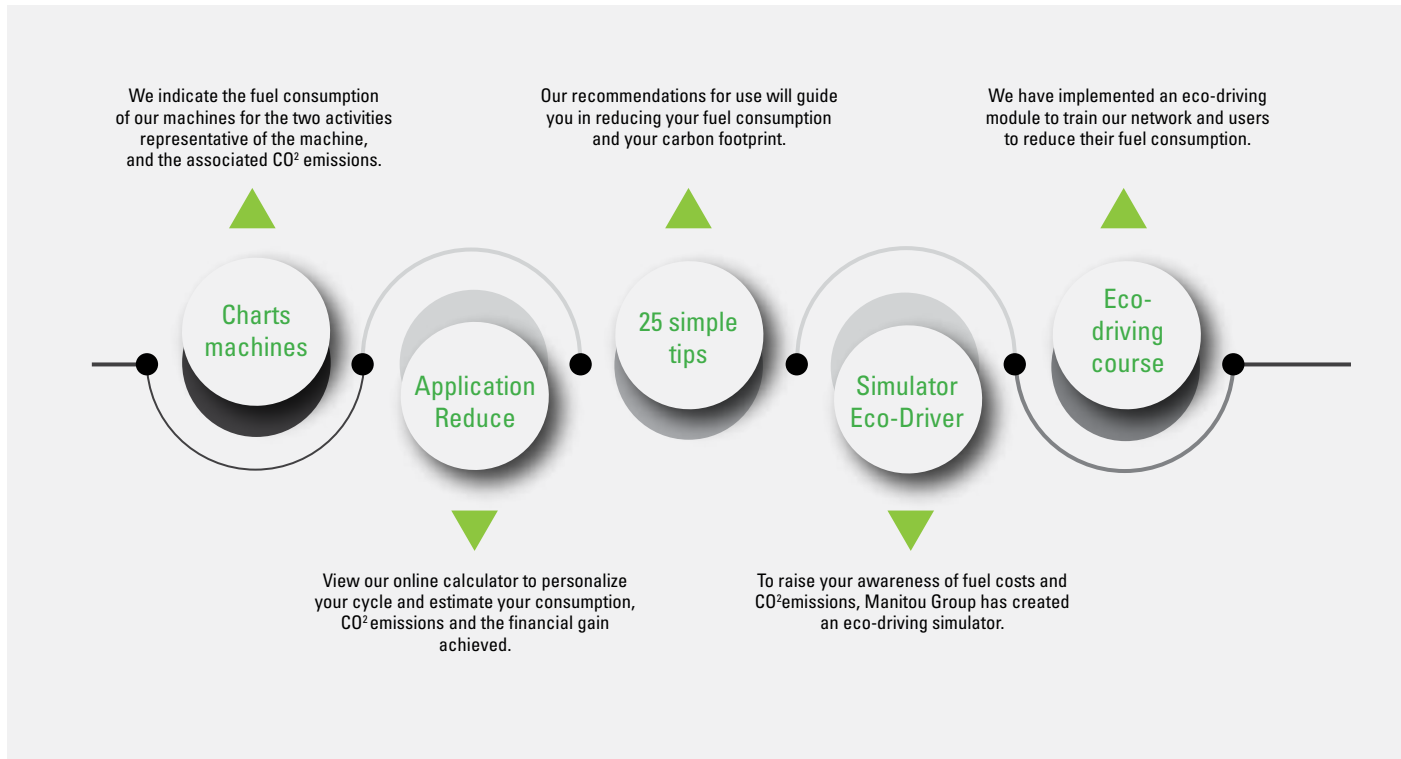 We indicate the fuel consumption
of our machines for the two activities
representative of the machine,
and the associated CO² emissions.
Charts
machines
Application
Reduce
View our online calculator to personalize
your cycle and estimate your consumption,
CO² emissions and the financial gain
achieved.
Our recommendations for use will guide
you in reducing your fuel consumption
and your carbon footprint.
25 simple
tips
Simulator
Eco-Driver
To raise your awareness of fuel costs and
CO²emissions, Manitou Group has created
an eco-driving simulator.
We have implemented an eco-driving
module to train our network and users
to reduce their fuel consumption.
Eco-
driving
course